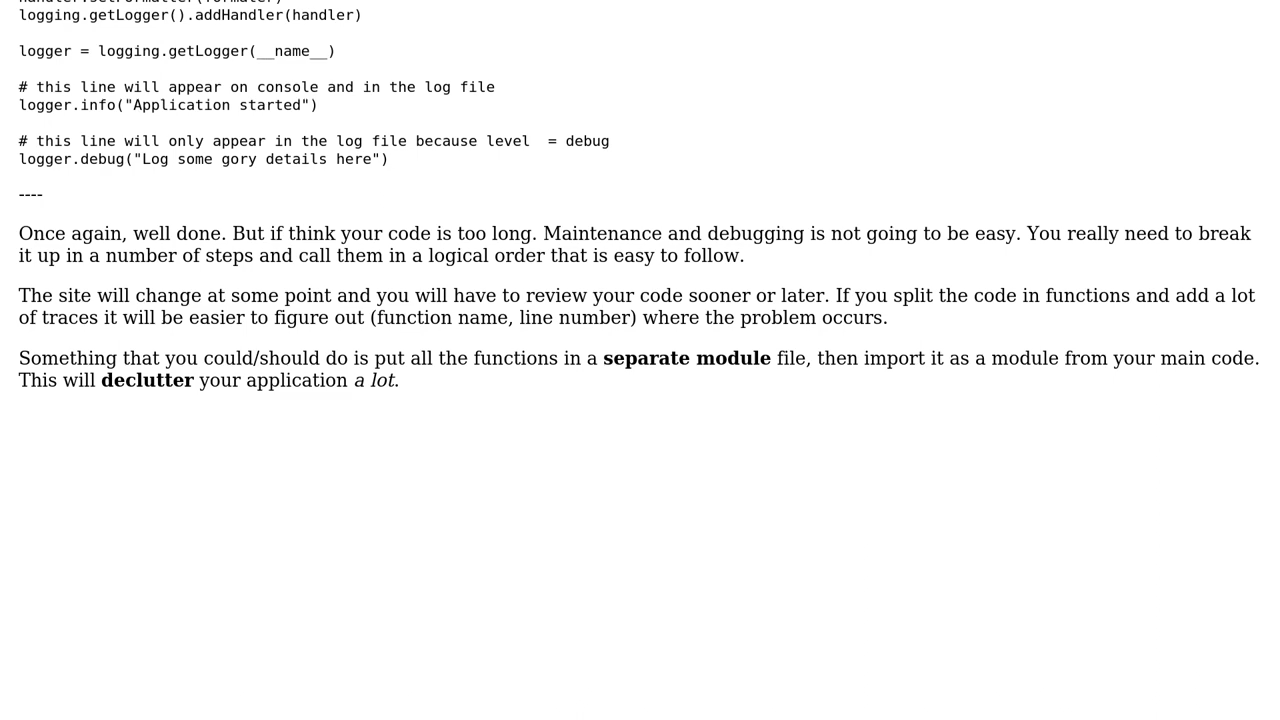 handler.setFormatter(formater)
logging.getLogger().addHandler(handler)
logger = logging.getLogger(__name__)
# this line will appear on console and in the log file
logger.info("Application started")
# this line will only appear in the log file because level  = debug
logger.debug("Log some gory details here")
----
Once again, well done. But if think your code is too long. Maintenance and debugging is not going to be easy. You really need to break
it up in a number of steps and call them in a logical order that is easy to follow.
The site will change at some point and you will have to review your code sooner or later. If you split the code in functions and add a lot
of traces it will be easier to figure out (function name, line number) where the problem occurs.
Something that you could/should do is put all the functions in a separate module file, then import it as a module from your main code.
This will declutter your application a lot.